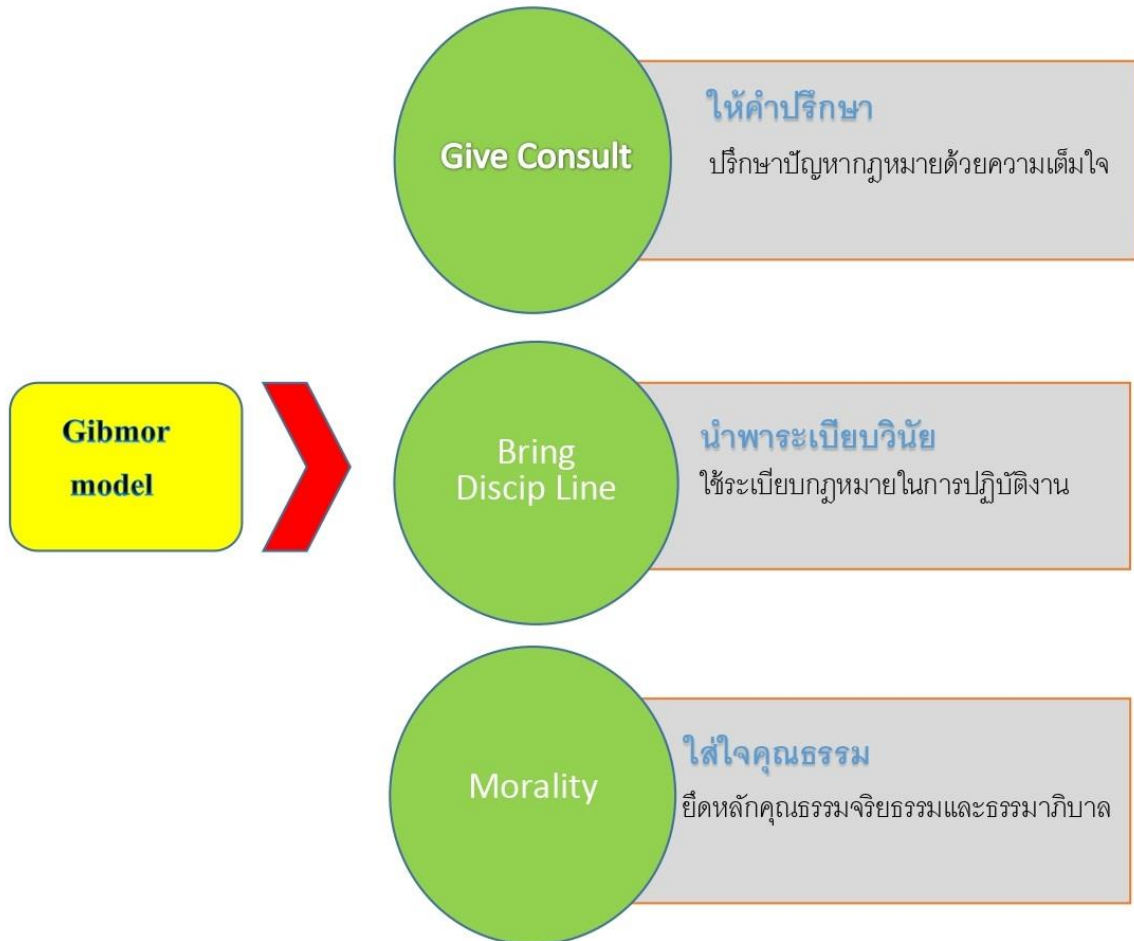 Give Consult
ให้คำปรึกษา
ปรึกษาปัญหากฎหมายด้วยความเต็มใจ
Gibmor
model
Bring
Discip Line
นำพาระเบียบวินัย
ใช้ระเบียบกฎหมายในการปฏิบัติงาน
Morality
ใส่ใจคุณธรรม
ยึดหลักคุณธรรมจริยธรรมและธรรมาภิบาล